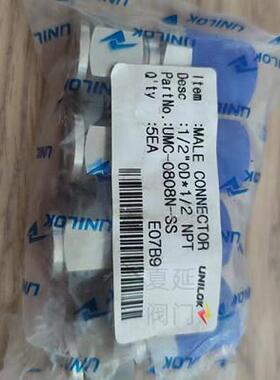 Item :MALE CONNECTOR
Desc :1/2"OD*1/2 NPT
PartNo.:UMC-0808N-SS
Q'ty :5EA
E07B9
UNILOK
夏延
阀门
UNILOK
UNILOK
UNILOK
UNILOK